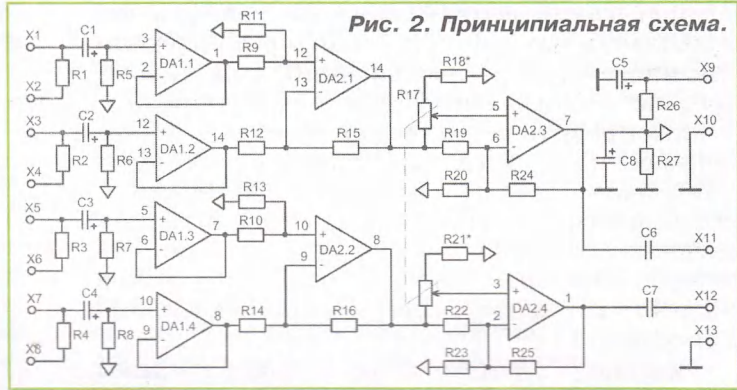 Рис. 2. Принципиальная схема.
X1 C1 3 + DA1.1 1 R9 R11 12 + DA2.1 14
2 - 13 -
X2 R1 R5
X3 C2 12 + DA1.2 14 R12 R15
13 -
X4 R2 R6
R17 R18* 5 + DA2.3 7
R19 6 -
R20 R24
C5 X9
R26
X10
C8 R27
C6 X11
X5 C3 5 + DA1.3 7 R10 R13 10 + DA2.2 8
6 - 9 -
X6 R3 R7
X7 C4 10 + DA1.4 8 R14 R16
9 -
X8 R4 R8
R21* 3 + DA2.4 1 C7 X12
R22 2 -
R23 R25
X13